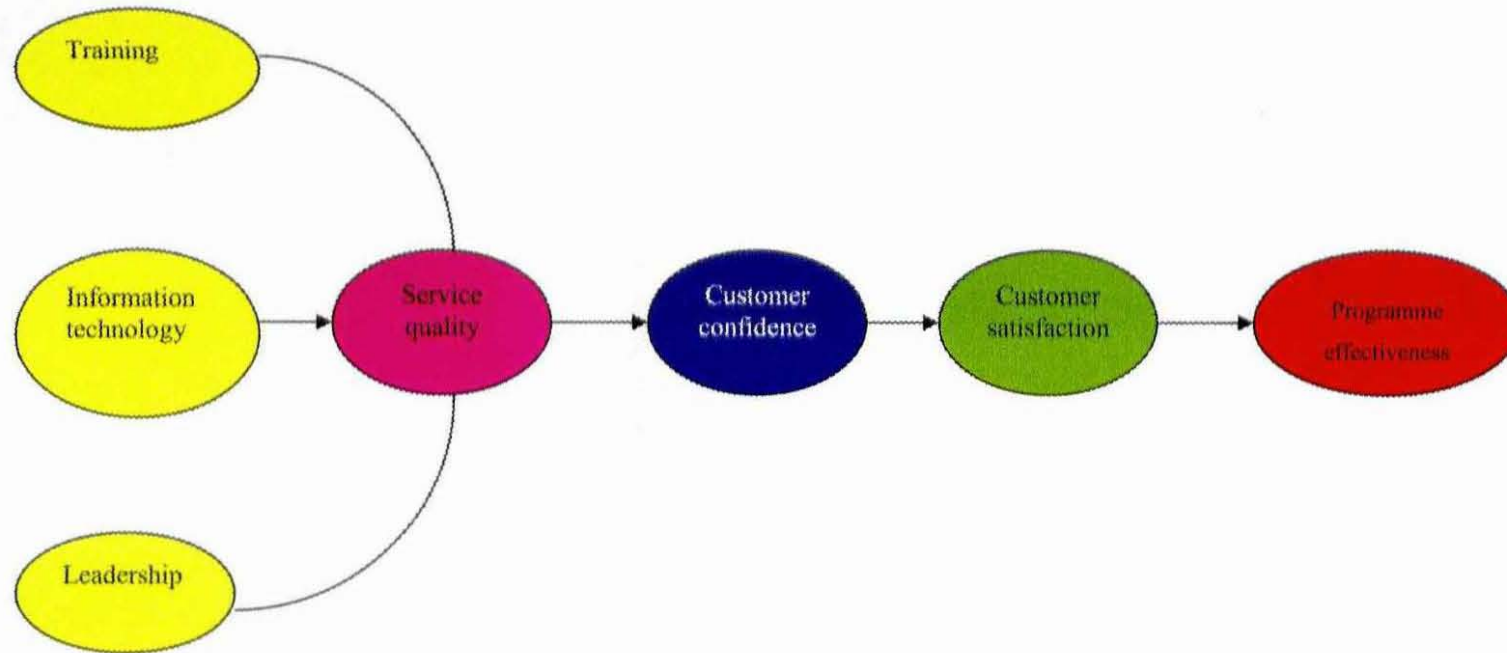 Training
Information
technology
Service
quality
Customer
confidence
Customer
satisfaction
Programme
effectiveness
Leadership